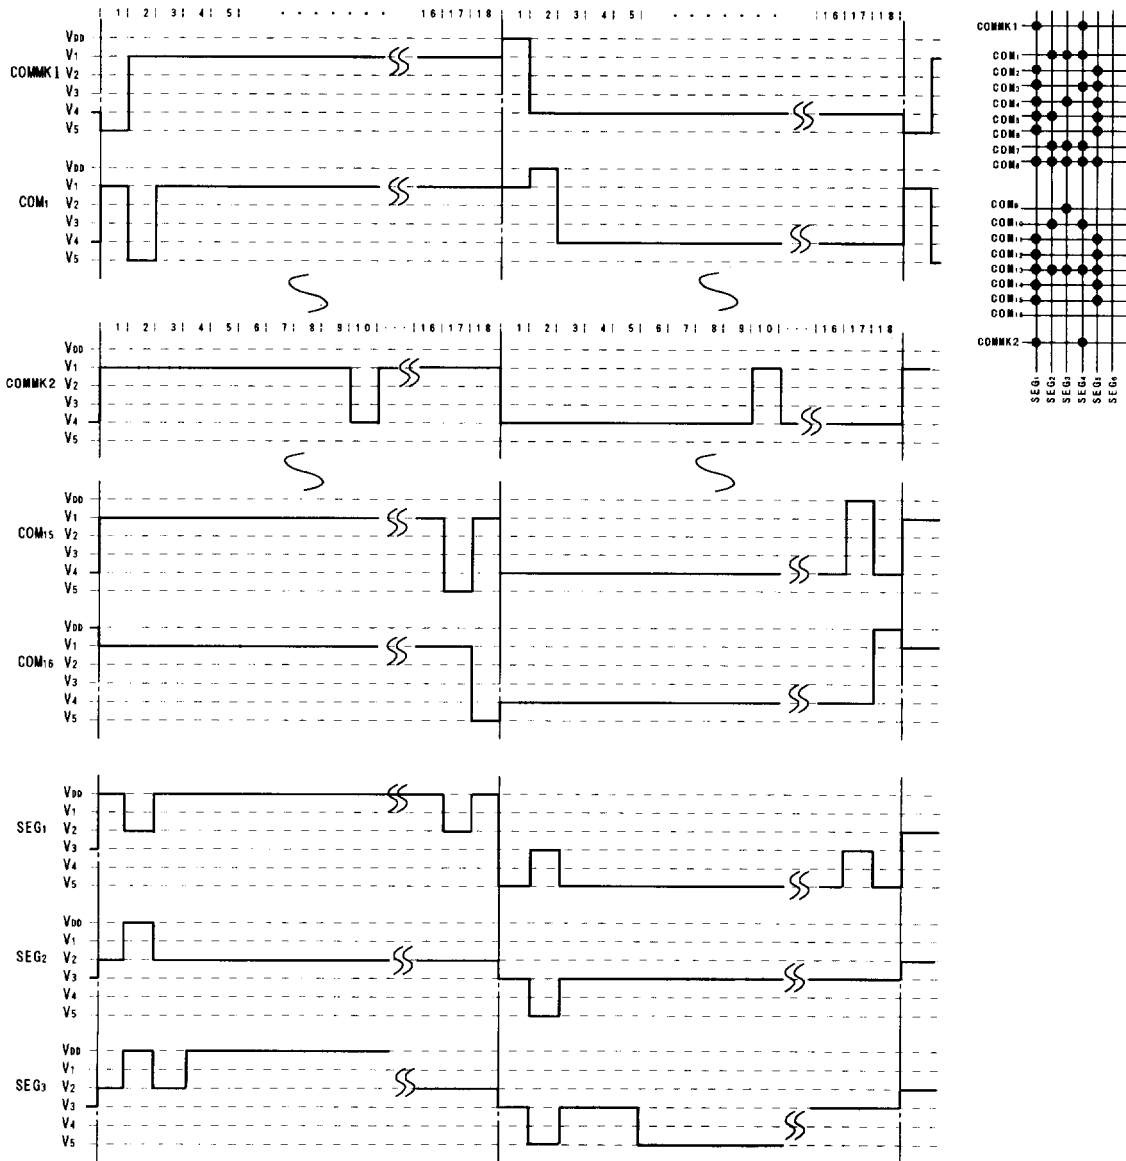 1 2 3 4 5 16 17 18 1 2 3 4 5 16 17 18
COMMK1
VDD
V1
V2
V3
V4
V5
COM1
VDD
V1
V2
V3
V4
V5
1 2 3 4 5 6 7 8 9 10 16 17 18 1 2 3 4 5 6 7 8 9 10 16 17 18
COMMK2
VDD
V1
V2
V3
V4
V5
COM15
VDD
V1
V2
V3
V4
V5
COM16
VDD
V1
V2
V3
V4
V5
SEG1
VDD
V1
V2
V3
V4
V5
SEG2
VDD
V1
V2
V3
V4
V5
SEG3
VDD
V1
V2
V3
V4
V5
COMMK1
COM1
COM2
COM3
COM4
COM5
COM6
COM7
COM8
COM9
COM10
COM11
COM12
COM13
COM14
COM15
COM16
COMMK2
SEG1
SEG2
SEG3
SEG4
SEG5
SEG6